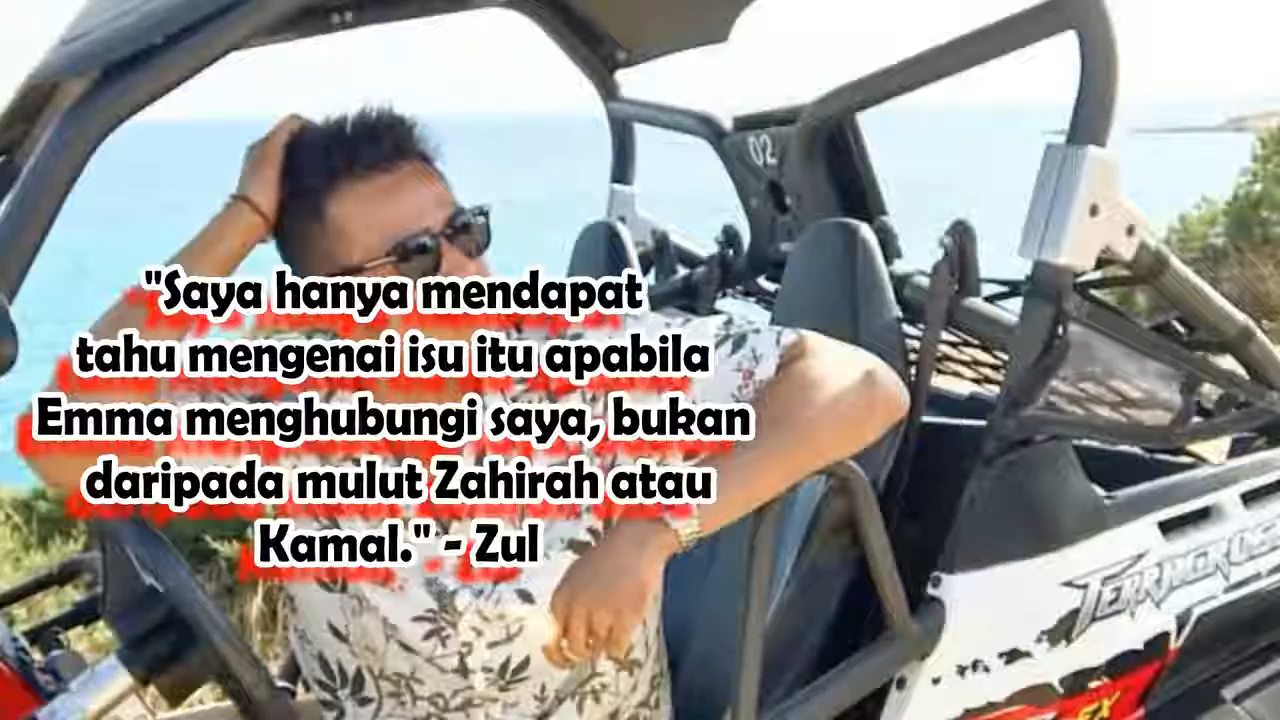 02
"Saya hanya mendapat
tahu mengenai isu itu apabila
Emma menghubungi saya, bukan
daripada mulut Zahirah atau
Kamal." - Zul
TERRACROSS